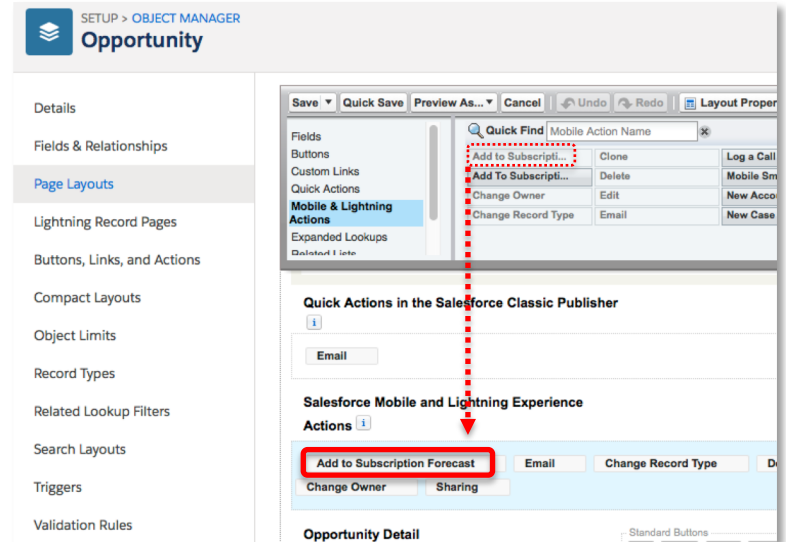 SETUP > OBJECT MANAGER
Opportunity
Details
Fields & Relationships
Page Layouts
Lightning Record Pages
Buttons, Links, and Actions
Compact Layouts
Object Limits
Record Types
Related Lookup Filters
Search Layouts
Triggers
Validation Rules
Save Quick Save Preview As... Cancel Undo Redo Layout Proper
Fields
Buttons
Custom Links
Quick Actions
Mobile & Lightning
Actions
Expanded Lookups
Related Lists
Quick Find Mobile Action Name
Add to Subscripti... Clone Log a Call
Add To Subscripti... Delete Mobile Sm
Change Owner Edit New Acco
Change Record Type Email New Case
Quick Actions in the Salesforce Classic Publisher
i
Email
Salesforce Mobile and Lightning Experience
Actions i
Add to Subscription Forecast Email Change Record Type D
Change Owner Sharing
Opportunity Detail Standard Buttons